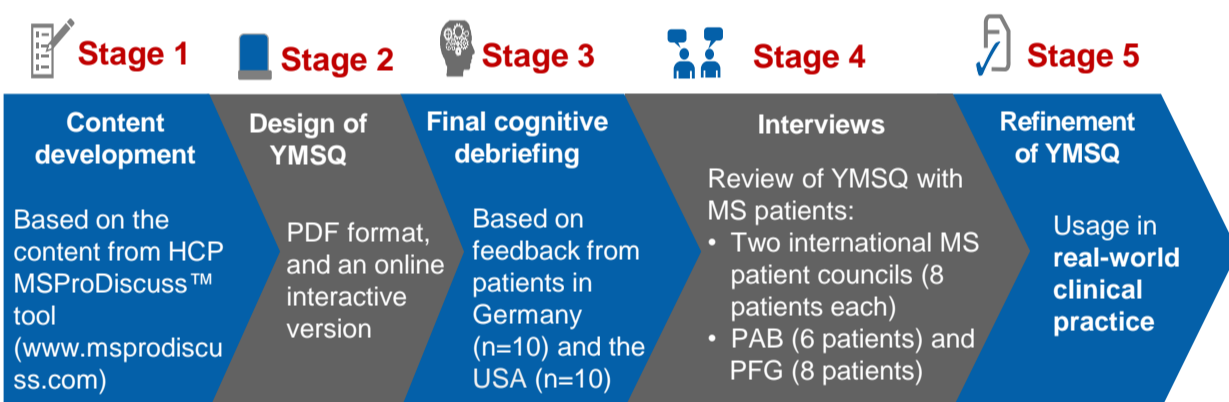 Stage 1
Content
development
Based on the
content from HCP
MSProDiscuss™
tool
(www.msprodiscu
ss.com)
Stage 2
Design of
YMSQ
PDF format,
and an online
interactive
version
Stage 3
Final cognitive
debriefing
Based on
feedback from
patients in
Germany
(n=10) and the
USA (n=10)
Stage 4
Interviews
Review of YMSQ with
MS patients:
• Two international MS
patient councils (8
patients each)
• PAB (6 patients) and
PFG (8 patients)
Stage 5
Refinement
of YMSQ
Usage in
real-world
clinical
practice